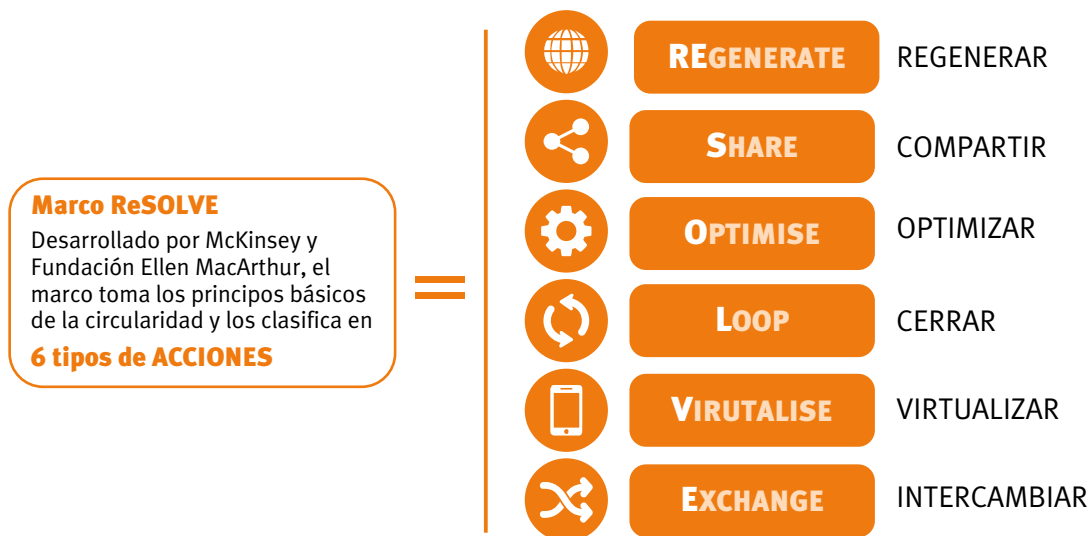 REGENERATE REGENERAR
SHARE COMPARTIR
Marco ReSOLVE
Desarrollado por McKinsey y
Fundación Ellen MacArthur, el
marco toma los principos básicos
de la circularidad y los clasifica en
6 tipos de ACCIONES
OPTIMISE OPTIMIZAR
LOOP CERRAR
VIRUTALISE VIRTUALIZAR
EXCHANGE INTERCAMBIAR